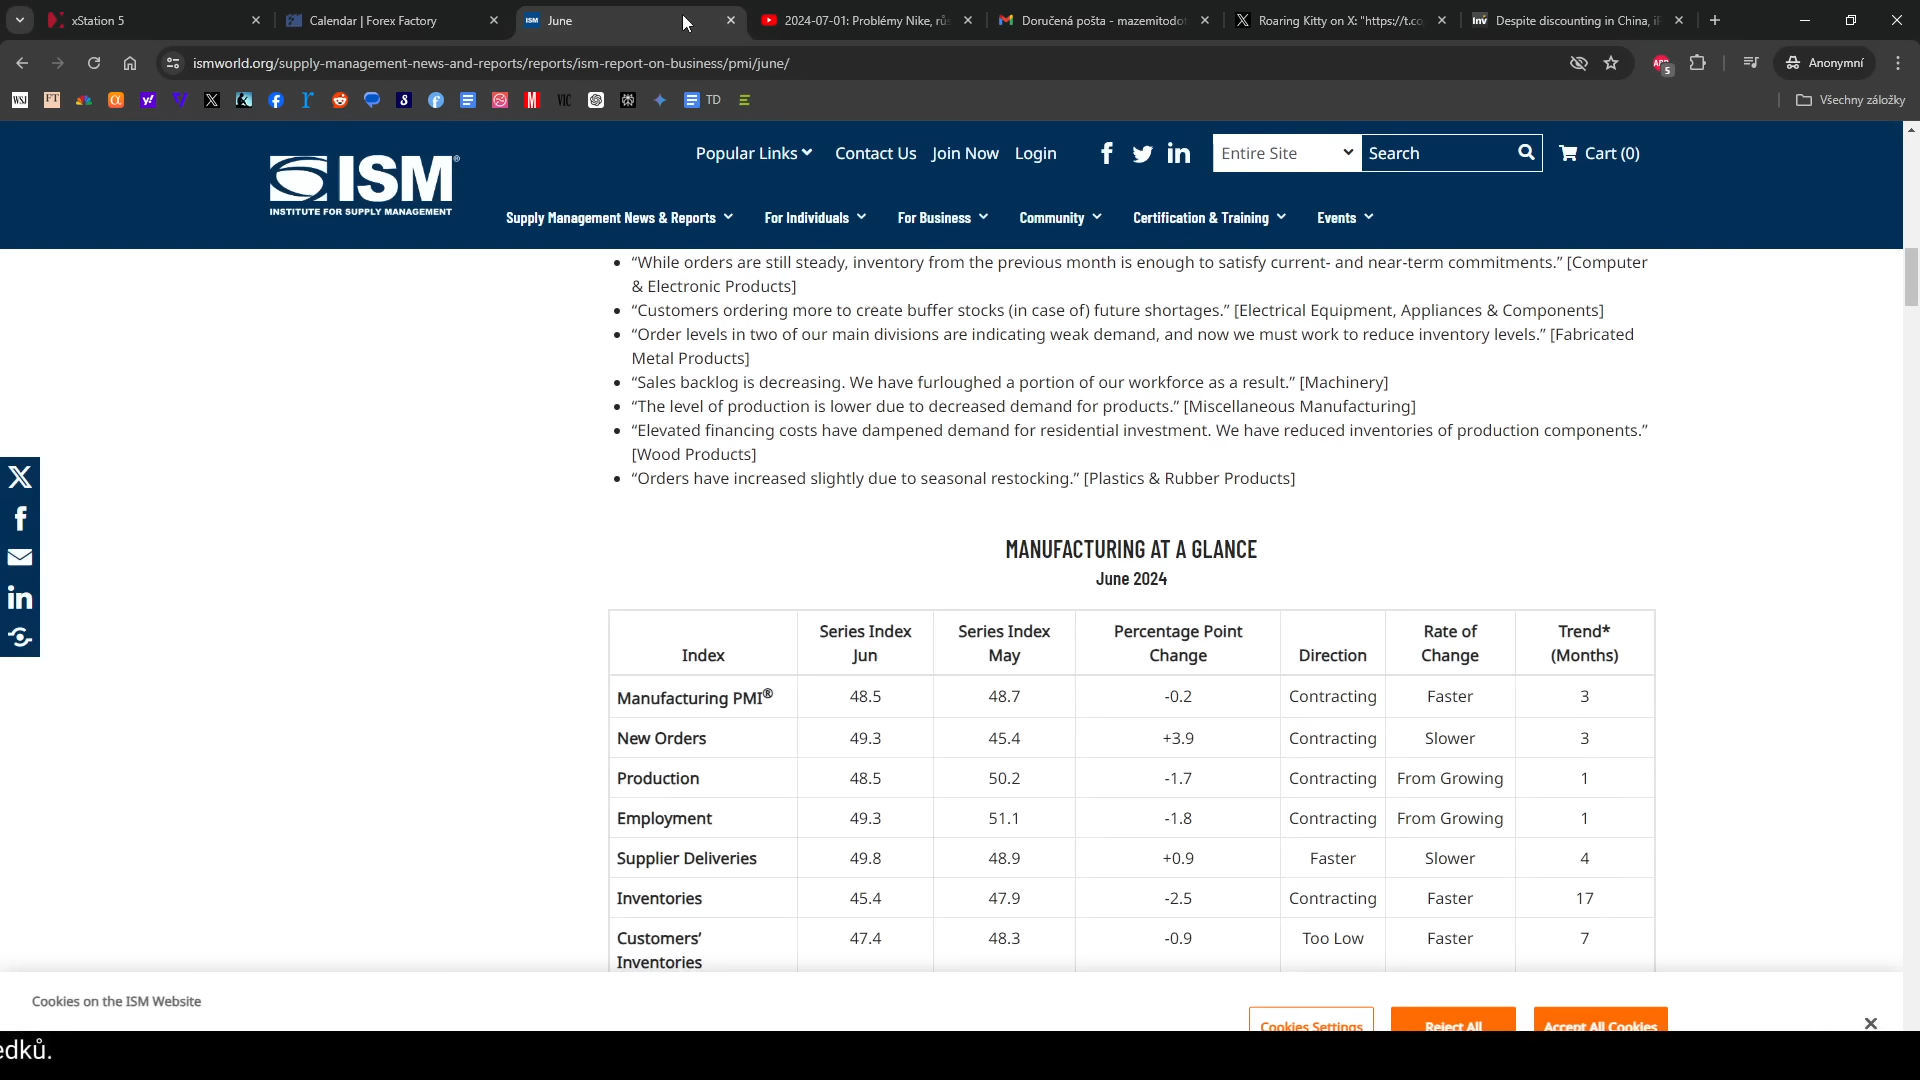 xStation 5
Calendar | Forex Factory
June
2024-07-01: Problémy Nike, rů
Doručená pošta - mazemitodo
Roaring Kitty on X: "https://t.co
Despite discounting in China, i
ismworld.org/supply-management-news-and-reports/reports/ism-report-on-business/pmi/june/
5
Anonymní
WSJ
FT
VIC
TD
Všechny záložky
ISM®
INSTITUTE FOR SUPPLY MANAGEMENT
Popular Links
Contact Us
Join Now
Login
Entire Site
Search
Cart (0)
Supply Management News & Reports
For Individuals
For Business
Community
Certification & Training
Events
• “While orders are still steady, inventory from the previous month is enough to satisfy current- and near-term commitments.” [Computer
& Electronic Products]
• “Customers ordering more to create buffer stocks (in case of) future shortages.” [Electrical Equipment, Appliances & Components]
• “Order levels in two of our main divisions are indicating weak demand, and now we must work to reduce inventory levels.” [Fabricated
Metal Products]
• “Sales backlog is decreasing. We have furloughed a portion of our workforce as a result.” [Machinery]
• “The level of production is lower due to decreased demand for products.” [Miscellaneous Manufacturing]
• “Elevated financing costs have dampened demand for residential investment. We have reduced inventories of production components.”
[Wood Products]
• “Orders have increased slightly due to seasonal restocking.” [Plastics & Rubber Products]
MANUFACTURING AT A GLANCE
June 2024
Index Series Index Jun Series Index May Percentage Point Change Direction Rate of Change Trend* (Months)
Manufacturing PMI® 48.5 48.7 -0.2 Contracting Faster 3
New Orders 49.3 45.4 +3.9 Contracting Slower 3
Production 48.5 50.2 -1.7 Contracting From Growing 1
Employment 49.3 51.1 -1.8 Contracting From Growing 1
Supplier Deliveries 49.8 48.9 +0.9 Faster Slower 4
Inventories 45.4 47.9 -2.5 Contracting Faster 17
Customers’ Inventories 47.4 48.3 -0.9 Too Low Faster 7
Cookies on the ISM Website
Cookies Settings
Reject All
Accept All Cookies
edků.